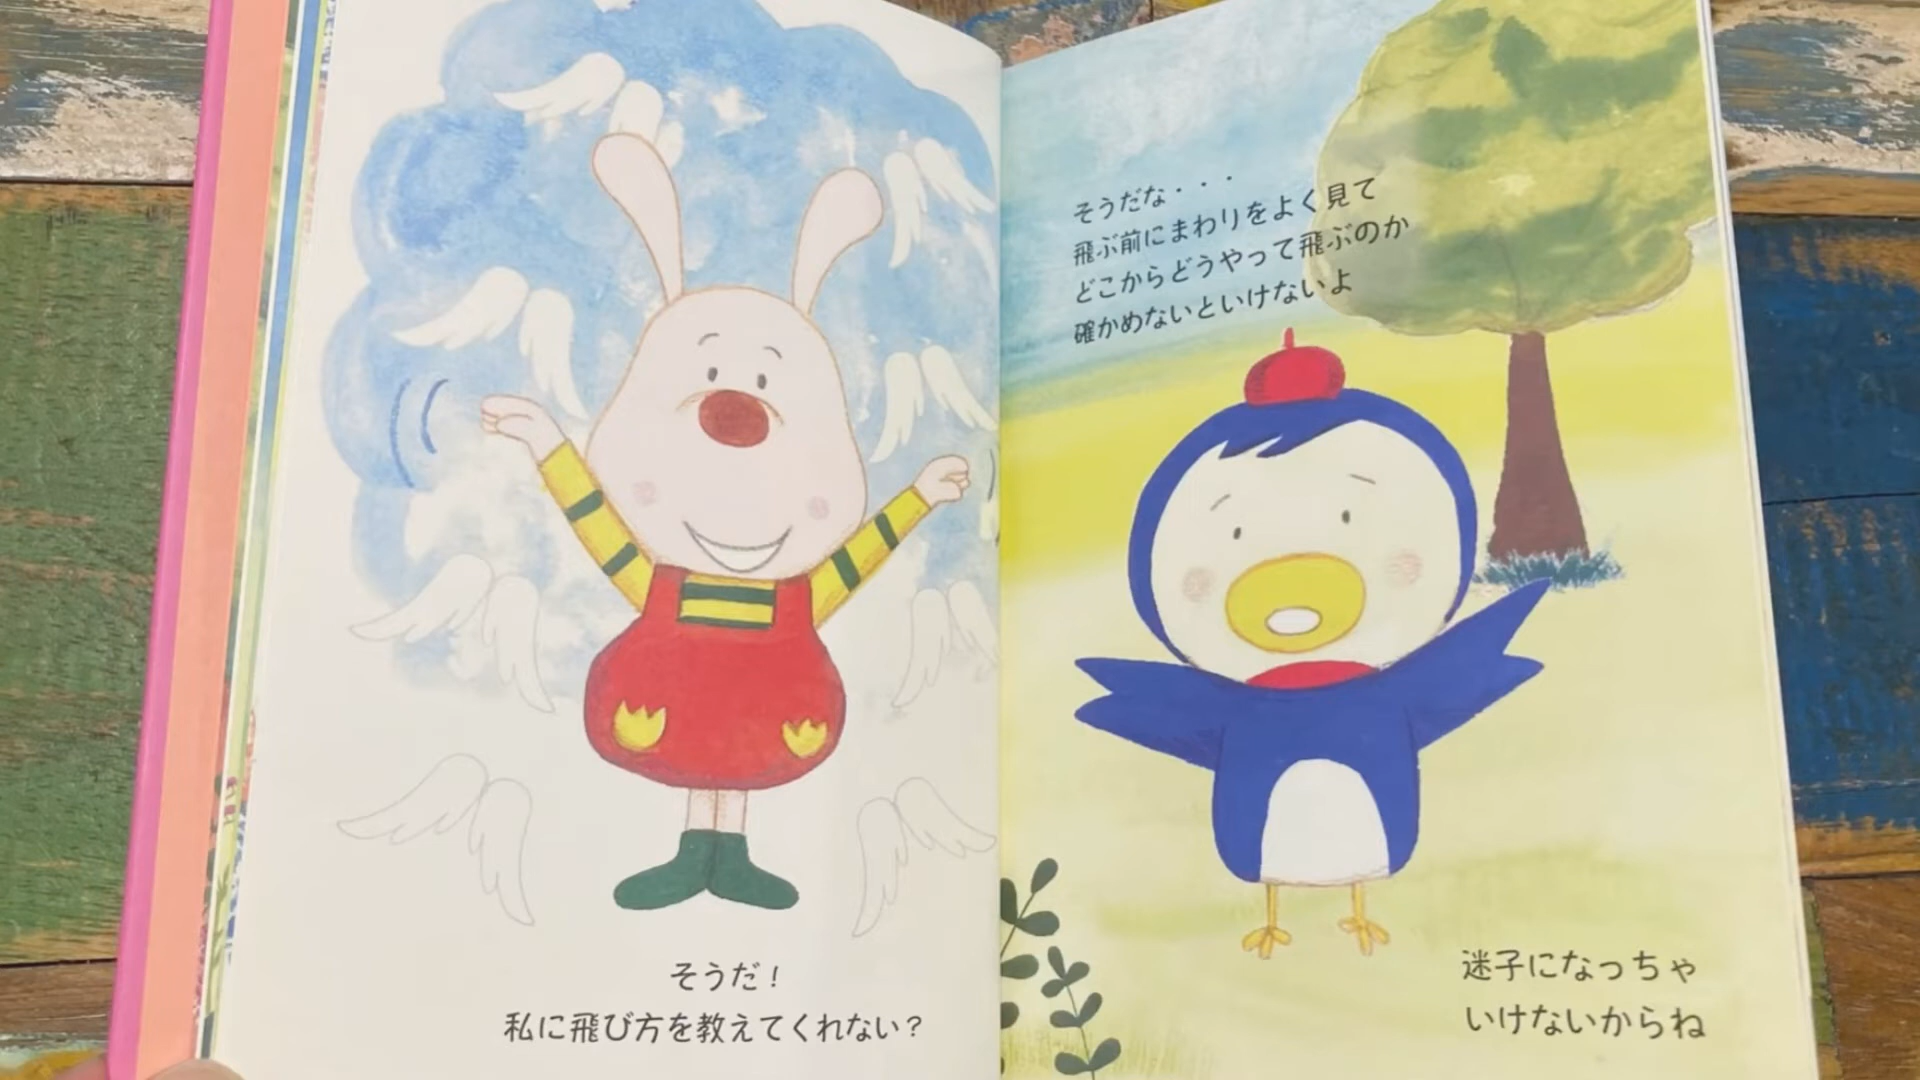 そうだ！
私に飛び方を教えてくれない？
そうだな・・・
飛ぶ前にまわりをよく見て
どこからどうやって飛ぶのか
確かめないといけないよ
迷子になっちゃ
いけないからね